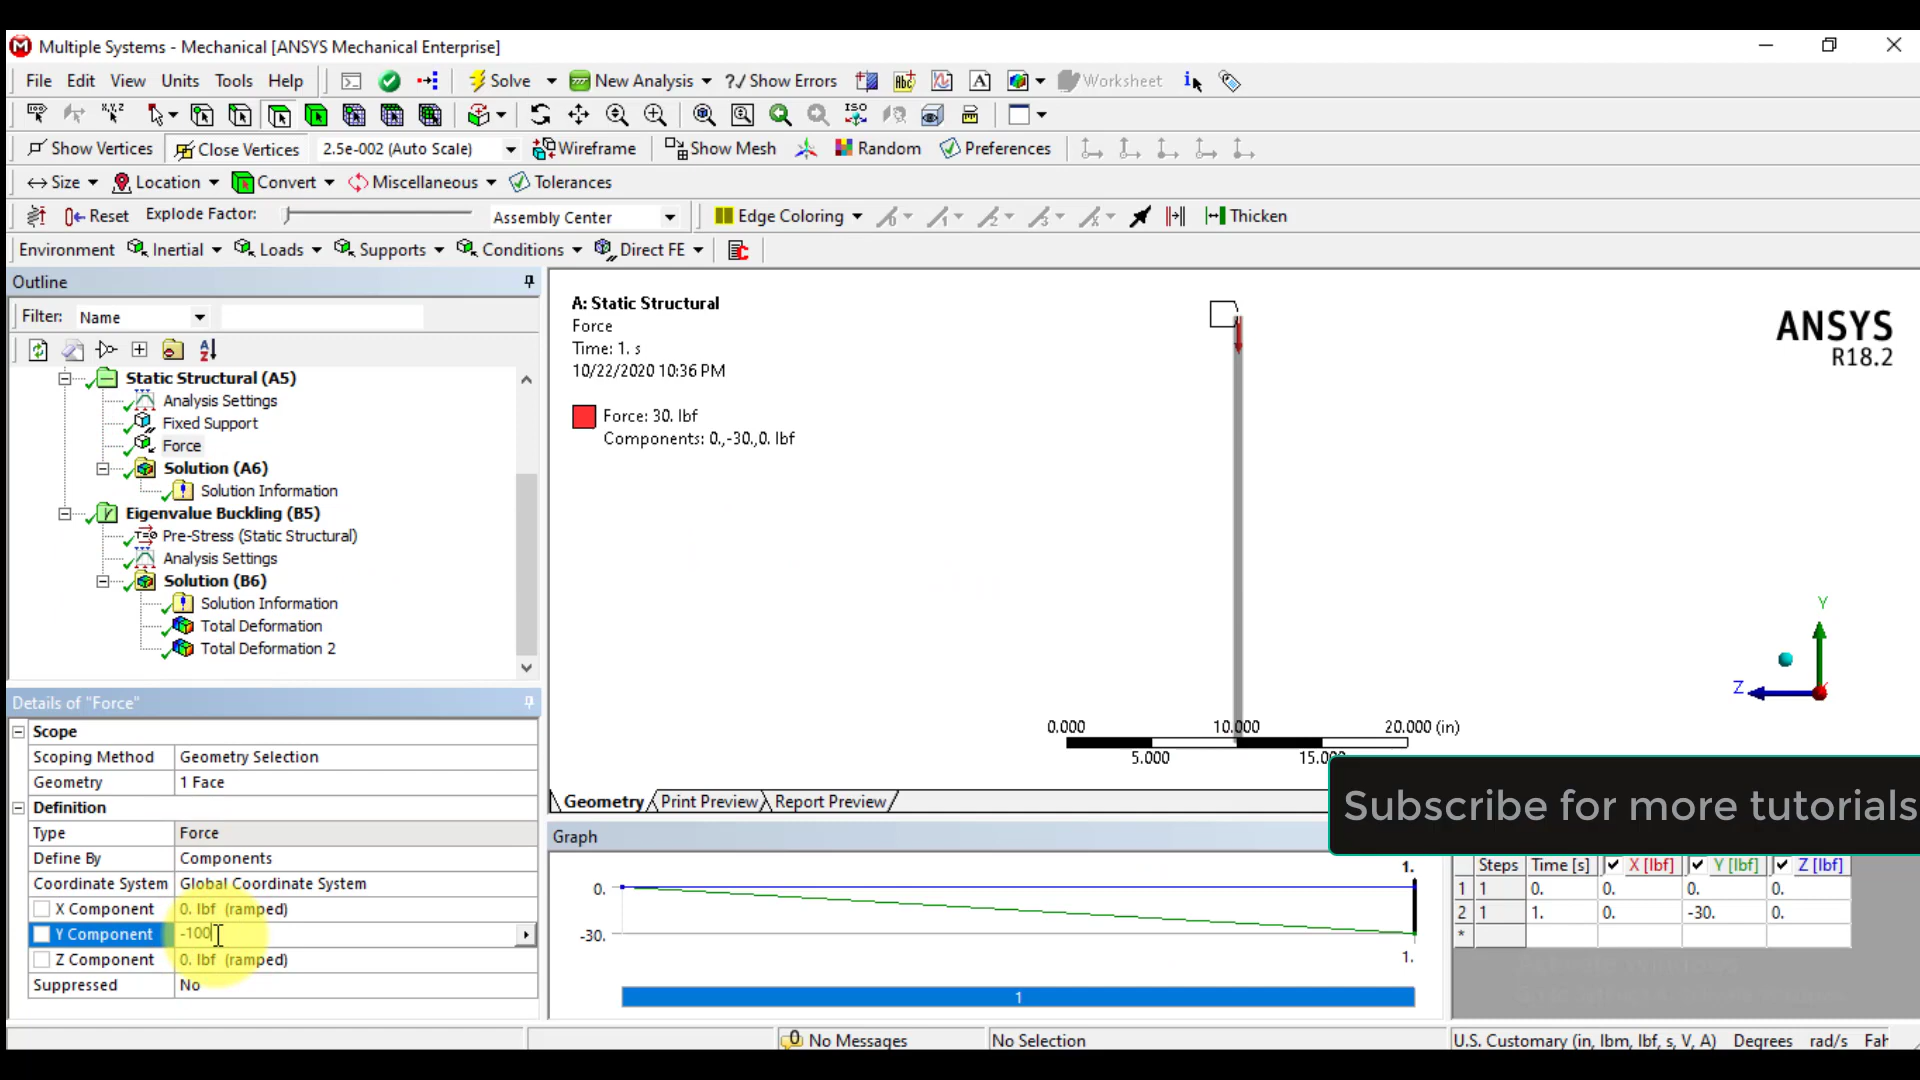 Multiple Systems - Mechanical [ANSYS Mechanical Enterprise]
File Edit View Units Tools Help Solve New Analysis ?/ Show Errors Worksheet
ISO
Show Vertices Close Vertices 2.5e-002 (Auto Scale) Wireframe Show Mesh Random Preferences
Size Location Convert Miscellaneous Tolerances
Reset Explode Factor: Assembly Center Edge Coloring Thicken
Environment Inertial Loads Supports Conditions Direct FE
Outline
Filter: Name
Static Structural (A5)
Analysis Settings
Fixed Support
Force
Solution (A6)
Solution Information
Eigenvalue Buckling (B5)
Pre-Stress (Static Structural)
Analysis Settings
Solution (B6)
Solution Information
Total Deformation
Total Deformation 2
Details of "Force"
Scope
Scoping Method Geometry Selection
Geometry 1 Face
Definition
Type Force
Define By Components
Coordinate System Global Coordinate System
X Component 0. lbf (ramped)
Y Component -100
Z Component 0. lbf (ramped)
Suppressed No
A: Static Structural
Force
Time: 1. s
10/22/2020 10:36 PM
Force: 30. lbf
Components: 0.,-30.,0. lbf
ANSYS
R18.2
Y
Z
0.000 10.000 20.000 (in)
5.000 15.000
Geometry Print Preview Report Preview
Subscribe for more tutorials
Graph
1.
0.
-30.
1.
1
Steps Time [s] X [lbf] Y [lbf] Z [lbf]
1 1 0. 0. 0. 0.
2 1 1. 0. -30. 0.
*
0 No Messages No Selection U.S. Customary (in, lbm, lbf, s, V, A) Degrees rad/s Fah